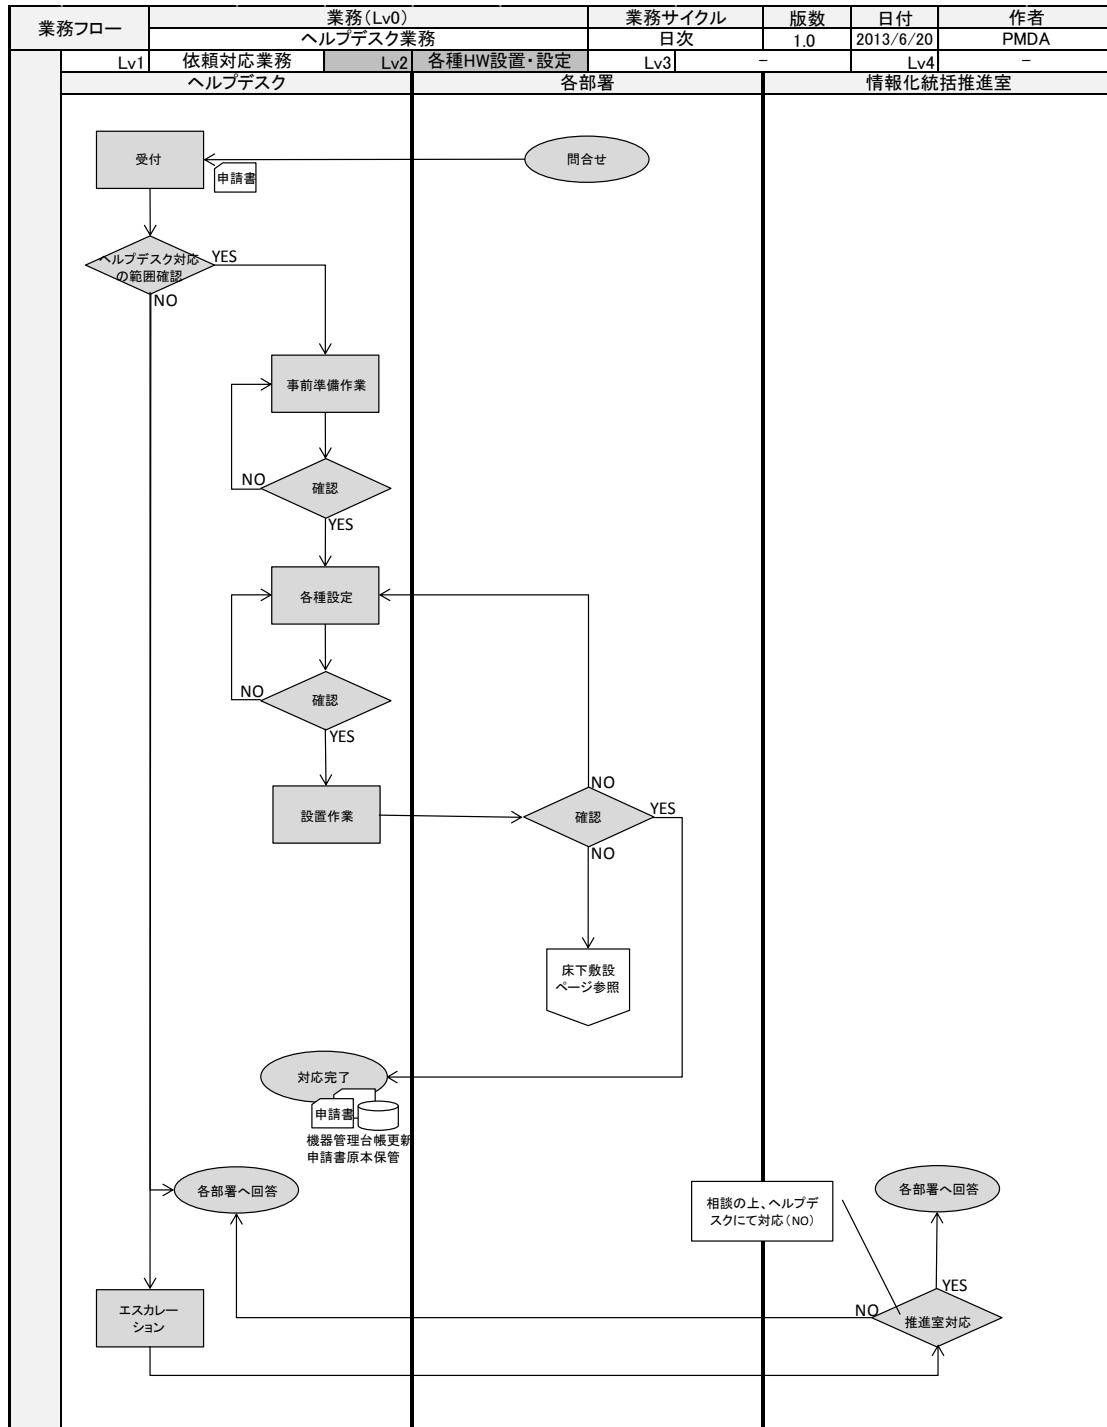 業務フロー
業務(Lv0)
業務サイクル
版数
日付
作者
ヘルプデスク業務
日次
1.0
2013/6/20
PMDA
Lv1
依頼対応業務
Lv2
各種HW設置・設定
Lv3
−
Lv4
−
ヘルプデスク
各部署
情報化統括推進室
受付
問合せ
申請書
ヘルプデスク対応
の範囲確認
YES
NO
事前準備作業
確認
NO
YES
各種設定
確認
NO
YES
設置作業
NO
確認
YES
NO
床下敷設
ページ参照
対応完了
申請書
機器管理台帳更新
申請書原本保管
各部署へ回答
相談の上、ヘルプデ
スクにて対応(NO)
各部署へ回答
エスカレー
ション
YES
NO
推進室対応